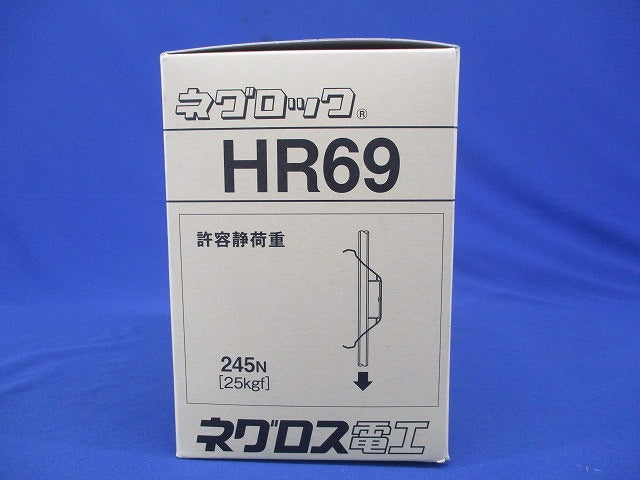 ネグロック®
HR69
許容静荷重
245N
[25kgf]
ネグロス電工